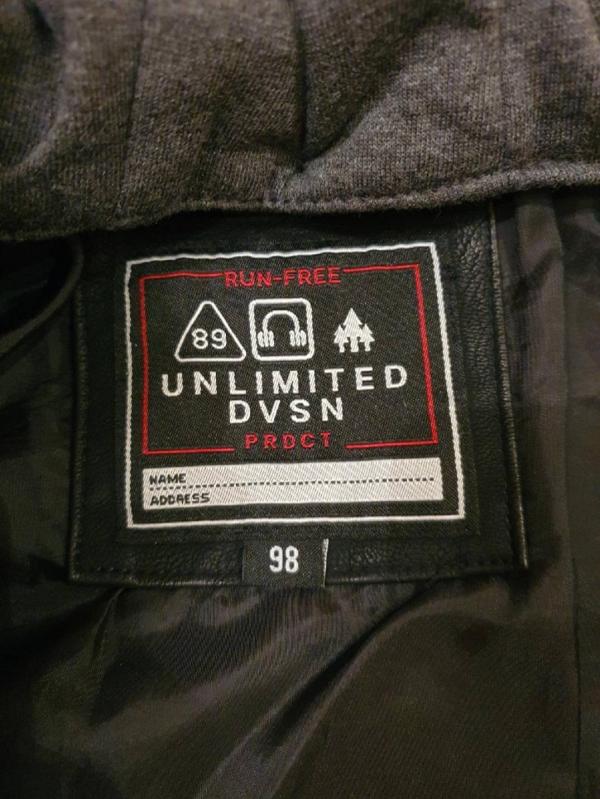 RUN-FREE
89
UNLIMITED
DVSN
PRDCT
NAME
ADDRESS
98